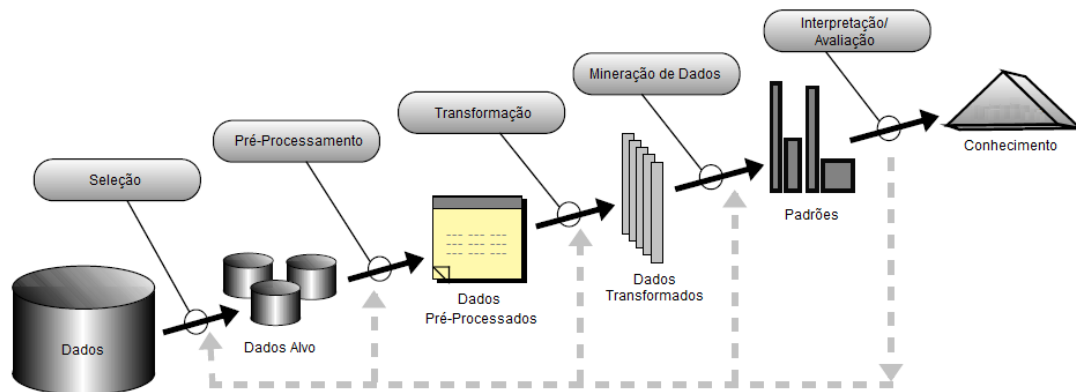 Interpretação/
Avaliação
Mineração de Dados
Transformação
Pré-Processamento
Seleção
Conhecimento
Padrões
Dados
Transformados
Dados
Pré-Processados
Dados Alvo
Dados